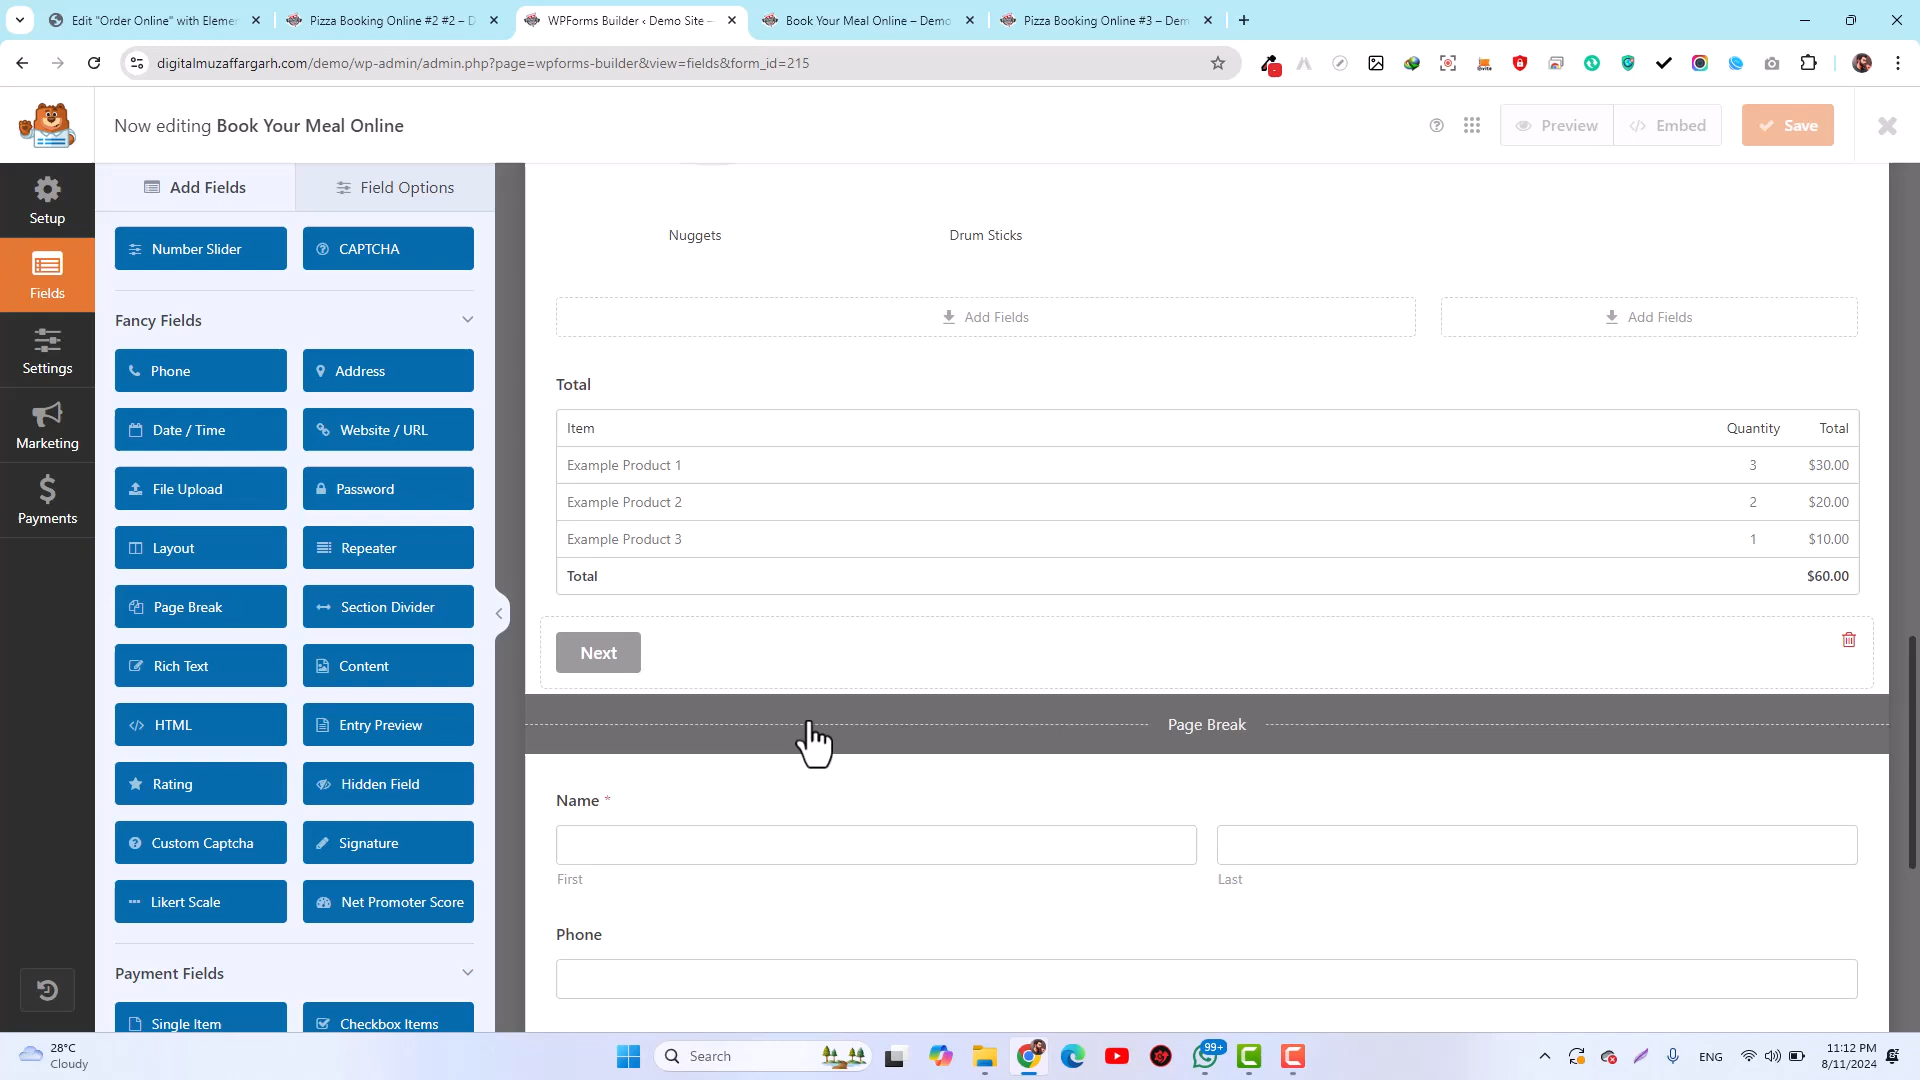 Edit "Order Online" with Elemer
Pizza Booking Online #2 #2 – D
WPForms Builder ‹ Demo Site –
Book Your Meal Online – Demo
Pizza Booking Online #3 – Dem
digitalmuzaffargarh.com/demo/wp-admin/admin.php?page=wpforms-builder&view=fields&form_id=215
Now editing Book Your Meal Online
Preview
Embed
Save
Setup
Fields
Settings
Marketing
Payments
Add Fields
Field Options
Number Slider
CAPTCHA
Fancy Fields
Phone
Address
Date / Time
Website / URL
File Upload
Password
Layout
Repeater
Page Break
Section Divider
Rich Text
Content
HTML
Entry Preview
Rating
Hidden Field
Custom Captcha
Signature
Likert Scale
Net Promoter Score
Payment Fields
Single Item
Checkbox Items
Nuggets
Drum Sticks
Add Fields
Add Fields
Total
Item Quantity Total
Example Product 1 3 $30.00
Example Product 2 2 $20.00
Example Product 3 1 $10.00
Total $60.00
Next
Page Break
Name *
First
Last
Phone
28°C
Cloudy
Search
99+
ENG
11:12 PM
8/11/2024